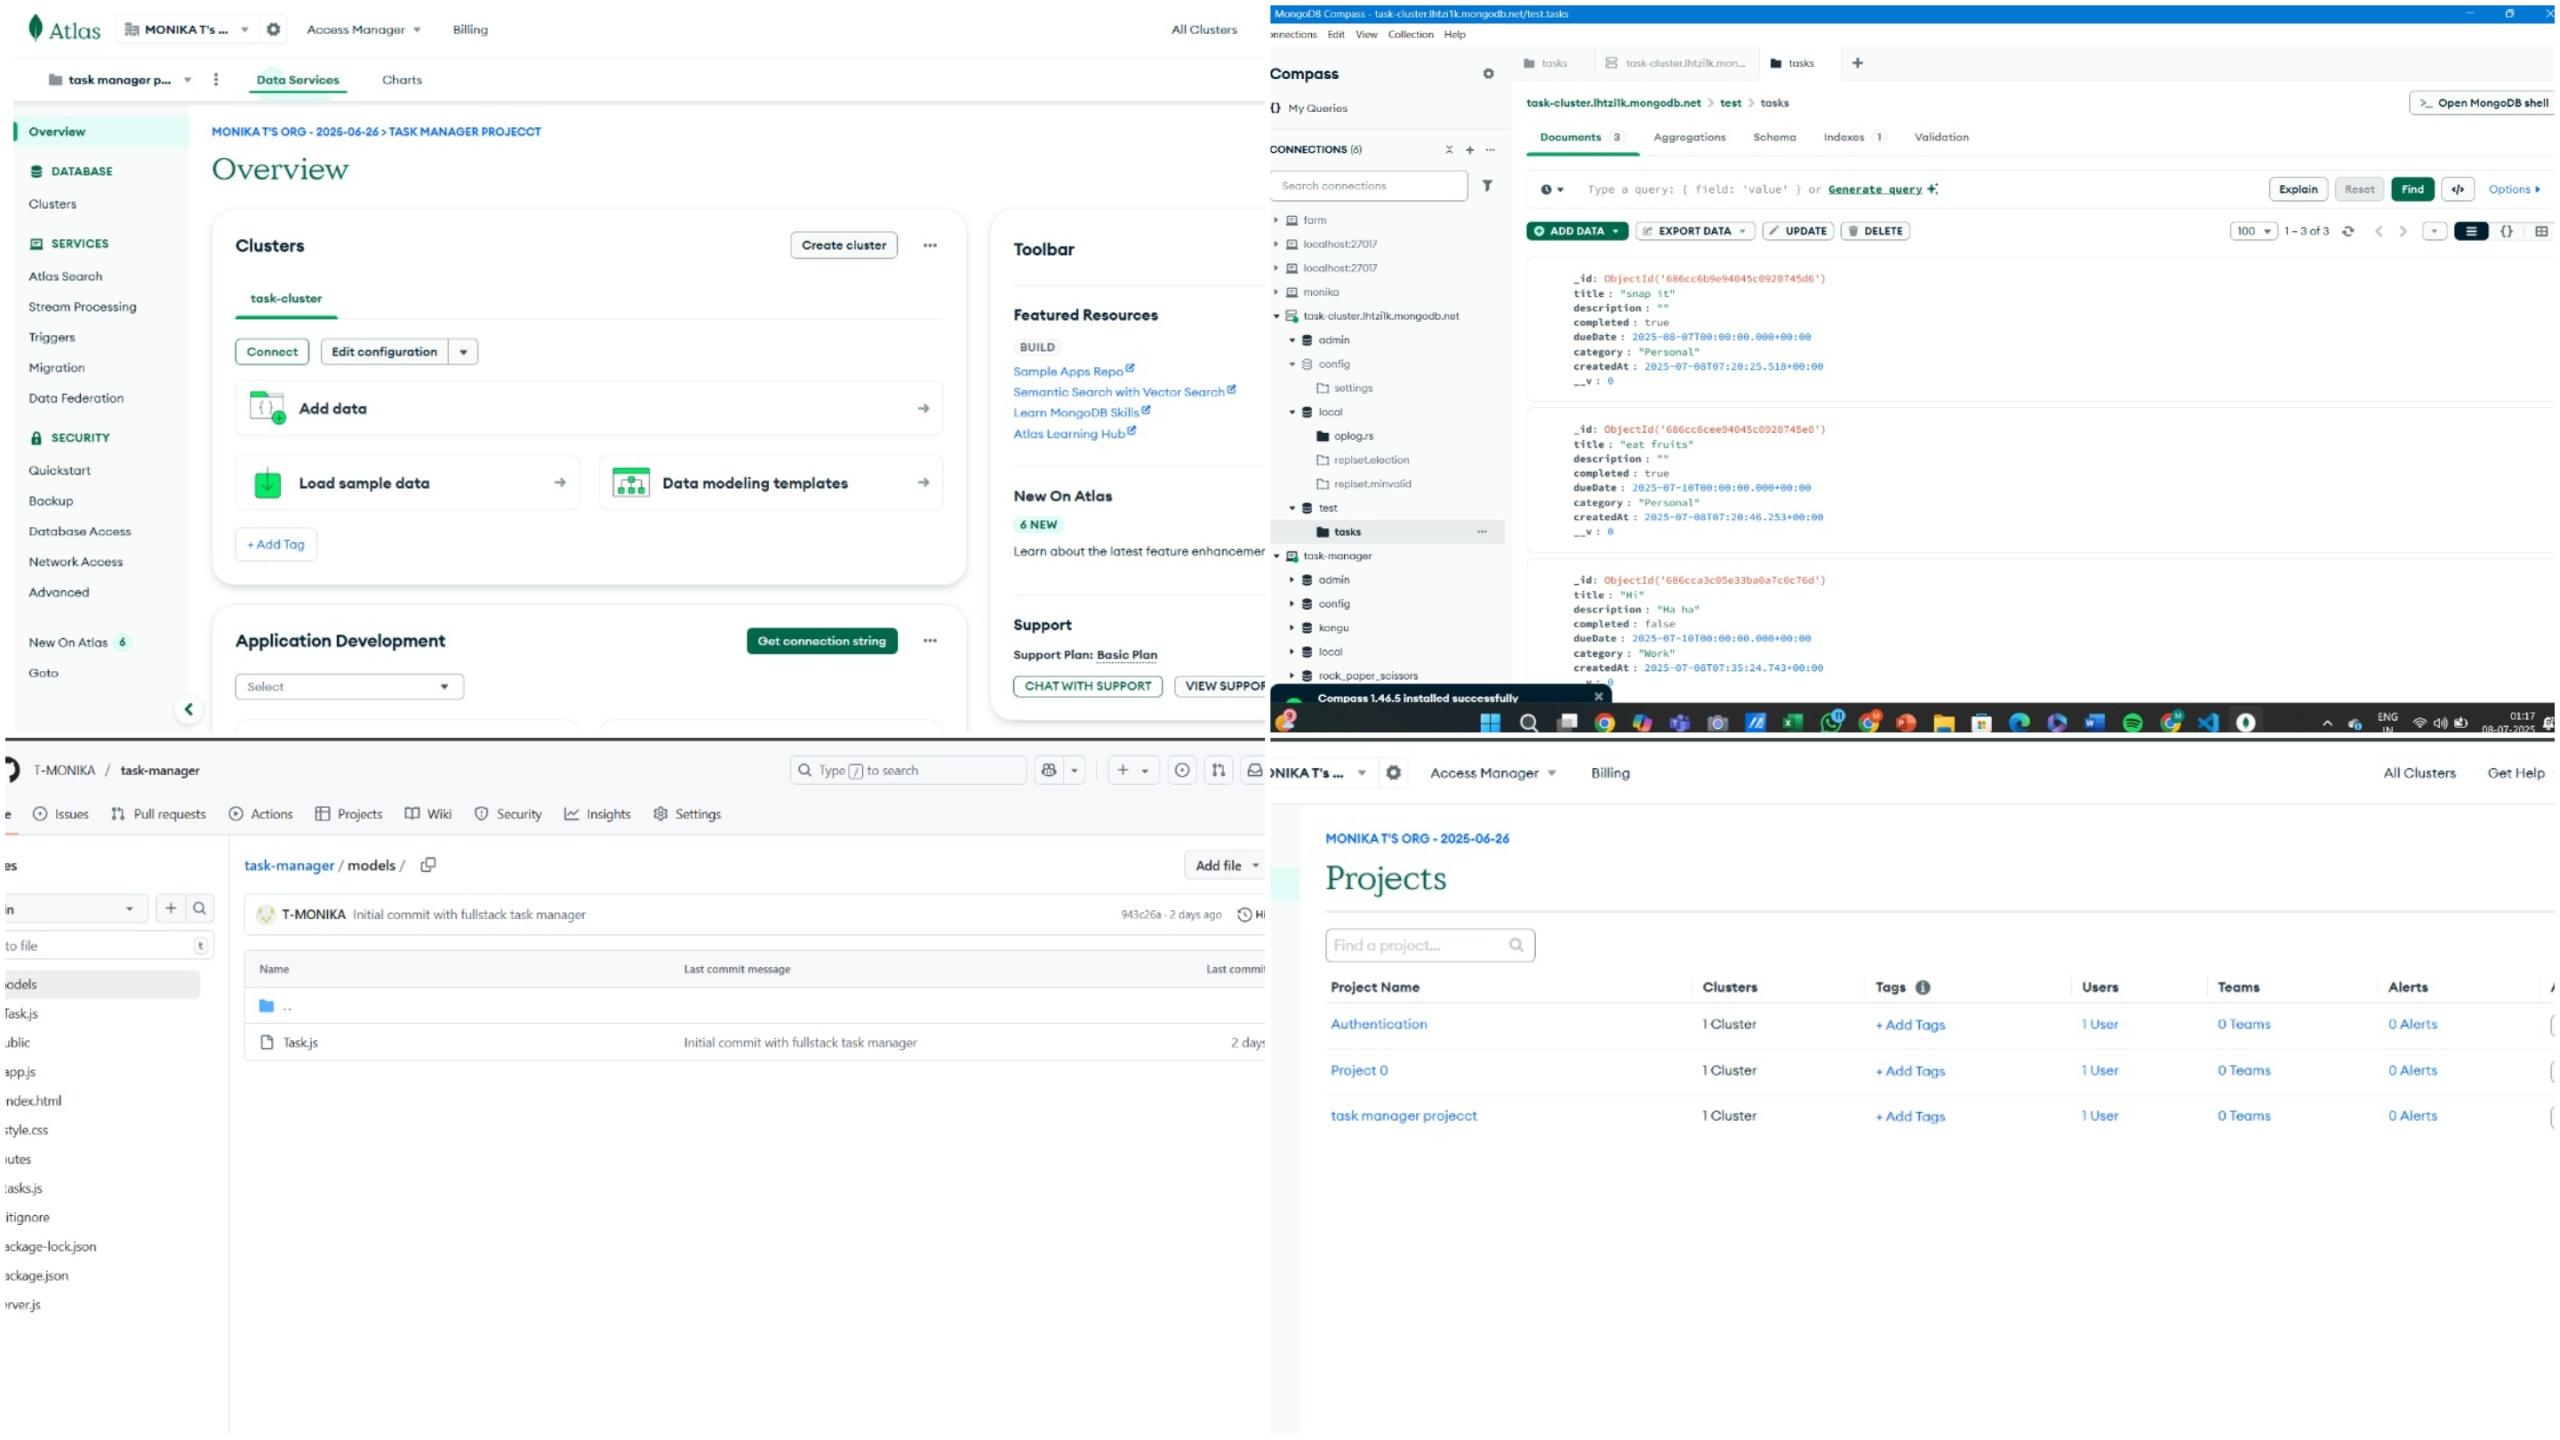 Atlas MONIKA T's ... Access Manager Billing All Clusters
task manager p... Data Services Charts
Overview
DATABASE
Clusters
SERVICES
Atlas Search
Stream Processing
Triggers
Migration
Data Federation
SECURITY
Quickstart
Backup
Database Access
Network Access
Advanced
New On Atlas 6
Goto
MONIKA T'S ORG - 2025-06-26 > TASK MANAGER PROJECCT
Overview
Clusters Create cluster
task-cluster
Connect Edit configuration
Add data
Load sample data Data modeling templates
+ Add Tag
Application Development Get connection string
Select
Toolbar
Featured Resources
BUILD
Sample Apps Repo
Semantic Search with Vector Search
Learn MongoDB Skills
Atlas Learning Hub
New On Atlas
6 NEW
Learn about the latest feature enhancemer
Support
Support Plan: Basic Plan
CHAT WITH SUPPORT VIEW SUPPOR
MongoDB Compass - task-cluster.lhtzi1k.mongodb.net/test.tasks
onnections Edit View Collection Help
Compass
{} My Queries
CONNECTIONS (6)
Search connections
farm
localhost:27017
localhost:27017
monika
task-cluster.lhtzi1k.mongodb.net
admin
config
settings
local
oplog.rs
replset.election
replset.minvalid
test
tasks
task-manager
admin
config
kongu
local
rock_paper_scissors
Compass 1.46.5 installed successfully
tasks task-cluster.lhtzi1k.mon... tasks
task-cluster.lhtzi1k.mongodb.net > test > tasks >_ Open MongoDB shell
Documents 3 Aggregations Schema Indexes 1 Validation
Type a query: { field: 'value' } or Generate query Explain Reset Find </> Options
ADD DATA EXPORT DATA UPDATE DELETE 100 1 – 3 of 3 {}
_id: ObjectId('686cc6b9e94045c0920745d6')
title : "snap it"
description : ""
completed : true
dueDate : 2025-08-07T00:00:00.000+00:00
category : "Personal"
createdAt : 2025-07-08T07:20:25.518+00:00
__v : 0
_id: ObjectId('686cc6cee94045c0920745e0')
title : "eat fruits"
description : ""
completed : true
dueDate : 2025-07-10T00:00:00.000+00:00
category : "Personal"
createdAt : 2025-07-08T07:20:46.253+00:00
__v : 0
_id: ObjectId('686cca3c05e33ba0a7c0c76d')
title : "Hi"
description : "Ha ha"
completed : false
dueDate : 2025-07-10T00:00:00.000+00:00
category : "Work"
createdAt : 2025-07-08T07:35:24.743+00:00
__v : 0
9 11 ENG IN 01:17 08-07-2025
T-MONIKA / task-manager Type / to search
e Issues Pull requests Actions Projects Wiki Security Insights Settings
es
in
to file t
odels
Task.js
ublic
app.js
ndex.html
style.css
outes
tasks.js
itignore
ackage-lock.json
ackage.json
erver.js
task-manager / models / Add file
T-MONIKA Initial commit with fullstack task manager 943c26a · 2 days ago Hi
Name Last commit message Last commit
..
Task.js Initial commit with fullstack task manager 2 days
ONIKA T's ... Access Manager Billing All Clusters Get Help
MONIKA T'S ORG - 2025-06-26
Projects
Find a project...
Project Name Clusters Tags Users Teams Alerts
Authentication 1 Cluster + Add Tags 1 User 0 Teams 0 Alerts
Project 0 1 Cluster + Add Tags 1 User 0 Teams 0 Alerts
task manager projecct 1 Cluster + Add Tags 1 User 0 Teams 0 Alerts